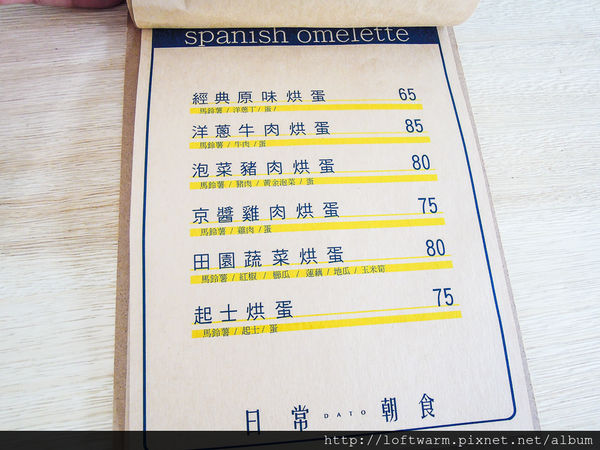 spanish omelette
經典原味烘蛋 65
馬鈴薯 / 洋蔥丁 / 蛋 /
洋蔥牛肉烘蛋 85
馬鈴薯 / 牛肉 / 蛋
泡菜豬肉烘蛋 80
馬鈴薯 / 豬肉 / 黃金泡菜 / 蛋
京醬雞肉烘蛋 75
馬鈴薯 / 雞肉 / 蛋
田園蔬菜烘蛋 80
馬鈴薯 / 紅椒 / 櫛瓜 / 蓮藕 / 地瓜 / 玉米筍
起士烘蛋 75
馬鈴薯 / 起士 / 蛋
日常 DATO 朝食
http://loftwarm.pixnet.net/album